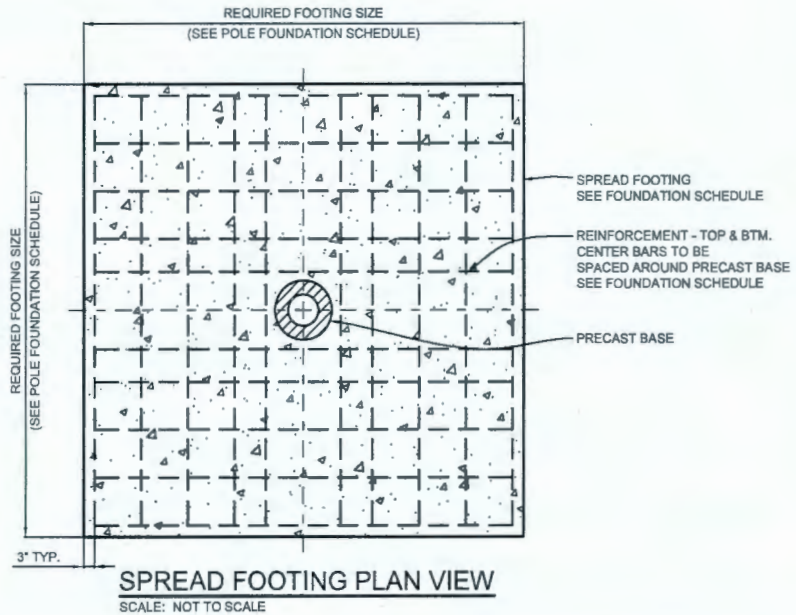 REQUIRED FOOTING SIZE
(SEE POLE FOUNDATION SCHEDULE)
REQUIRED FOOTING SIZE
(SEE POLE FOUNDATION SCHEDULE)
SPREAD FOOTING
SEE FOUNDATION SCHEDULE
REINFORCEMENT - TOP & BTM.
CENTER BARS TO BE
SPACED AROUND PRECAST BASE
SEE FOUNDATION SCHEDULE
PRECAST BASE
3" TYP.
SPREAD FOOTING PLAN VIEW
SCALE: NOT TO SCALE